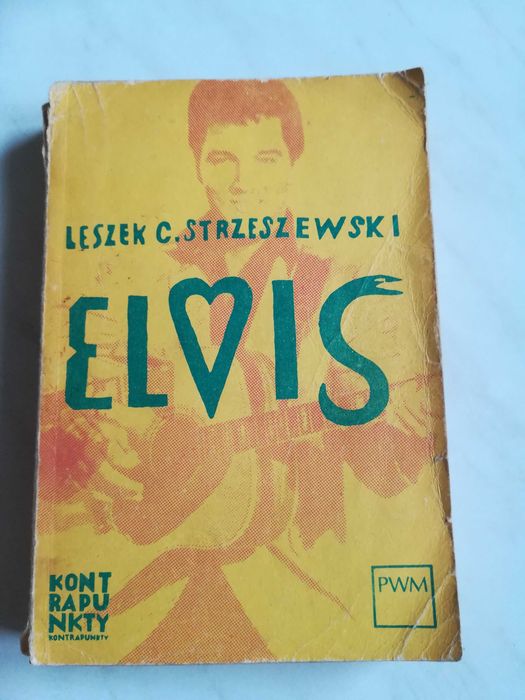 LESZEK C. STRZESZEWSKI
ELVIS
KONT
RAPU
NKTY
KONTRAPUNKTY
PWM